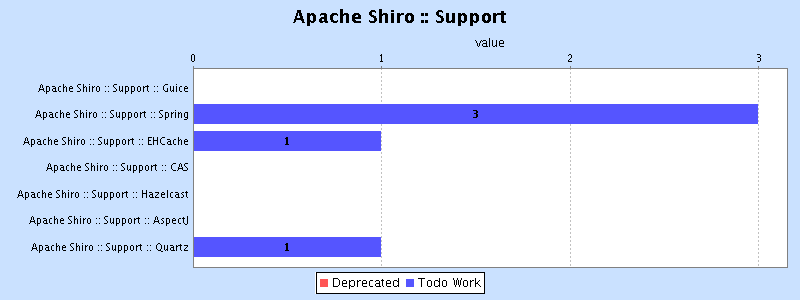 Apache Shiro :: Support
value
0 1 2 3
Apache Shiro :: Support :: Guice
Apache Shiro :: Support :: Spring 3
Apache Shiro :: Support :: EHCache 1
Apache Shiro :: Support :: CAS
Apache Shiro :: Support :: Hazelcast
Apache Shiro :: Support :: AspectJ
Apache Shiro :: Support :: Quartz 1
Deprecated Todo Work